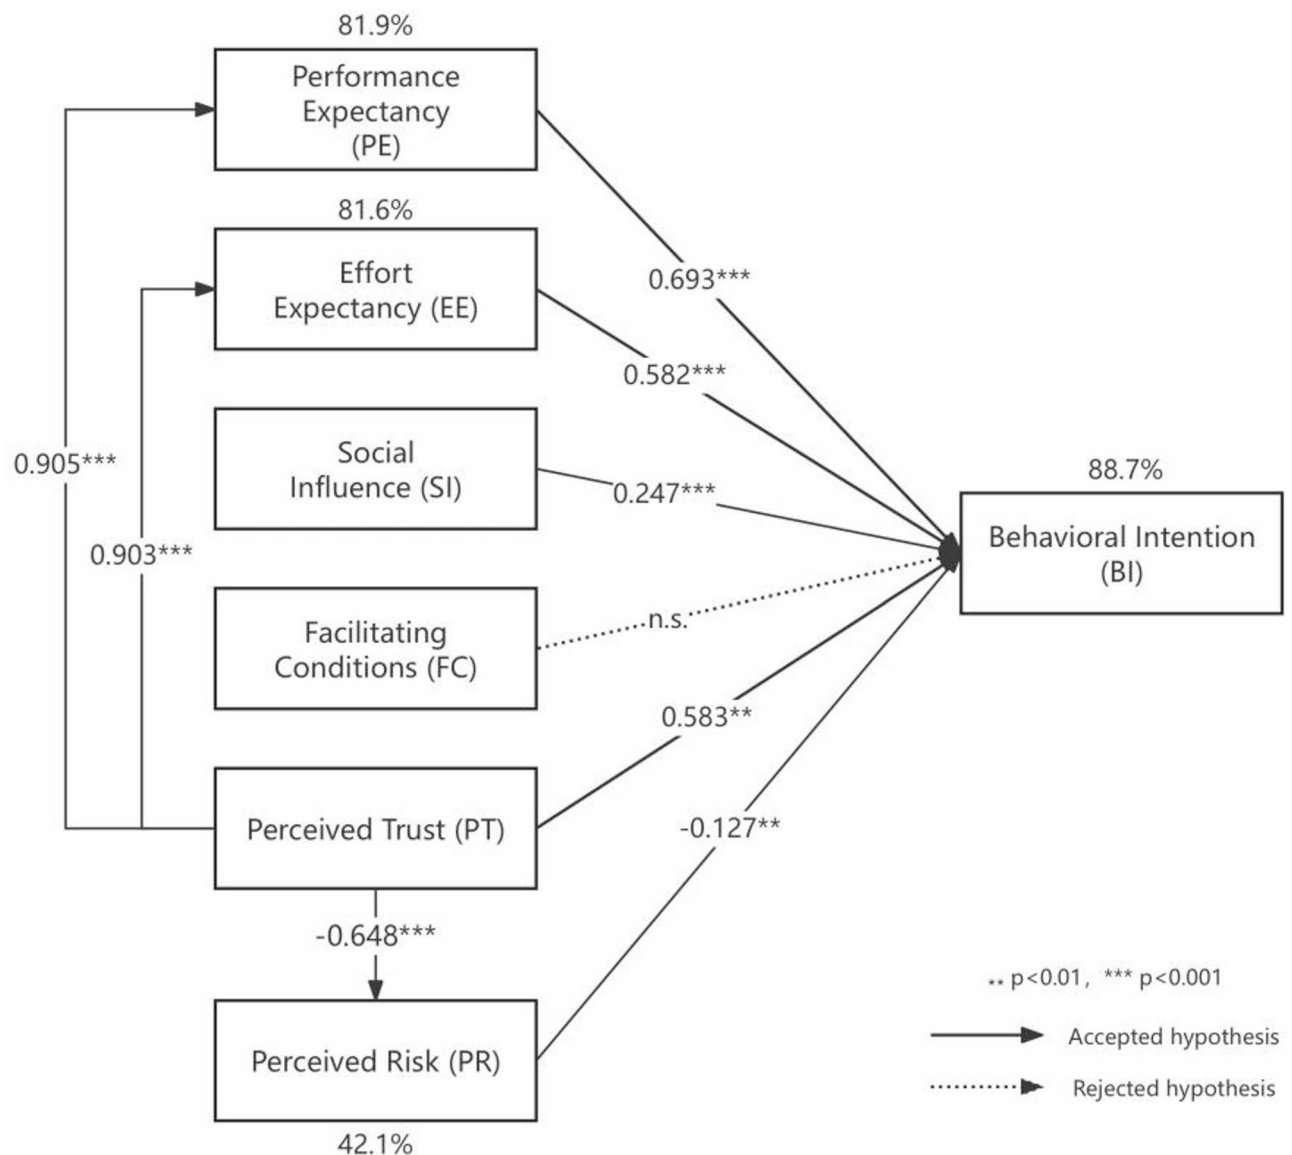 81.9%
Performance
Expectancy
(PE)
81.6%
Effort
Expectancy (EE)
0.693***
0.582***
Social
Influence (SI)
0.905***
0.247***
88.7%
Behavioral Intention
(BI)
0.903***
Facilitating
Conditions (FC)
n.s.
0.583**
Perceived Trust (PT)
-0.127**
-0.648***
** p<0.01, *** p<0.001
Accepted hypothesis
Perceived Risk (PR)
Rejected hypothesis
42.1%